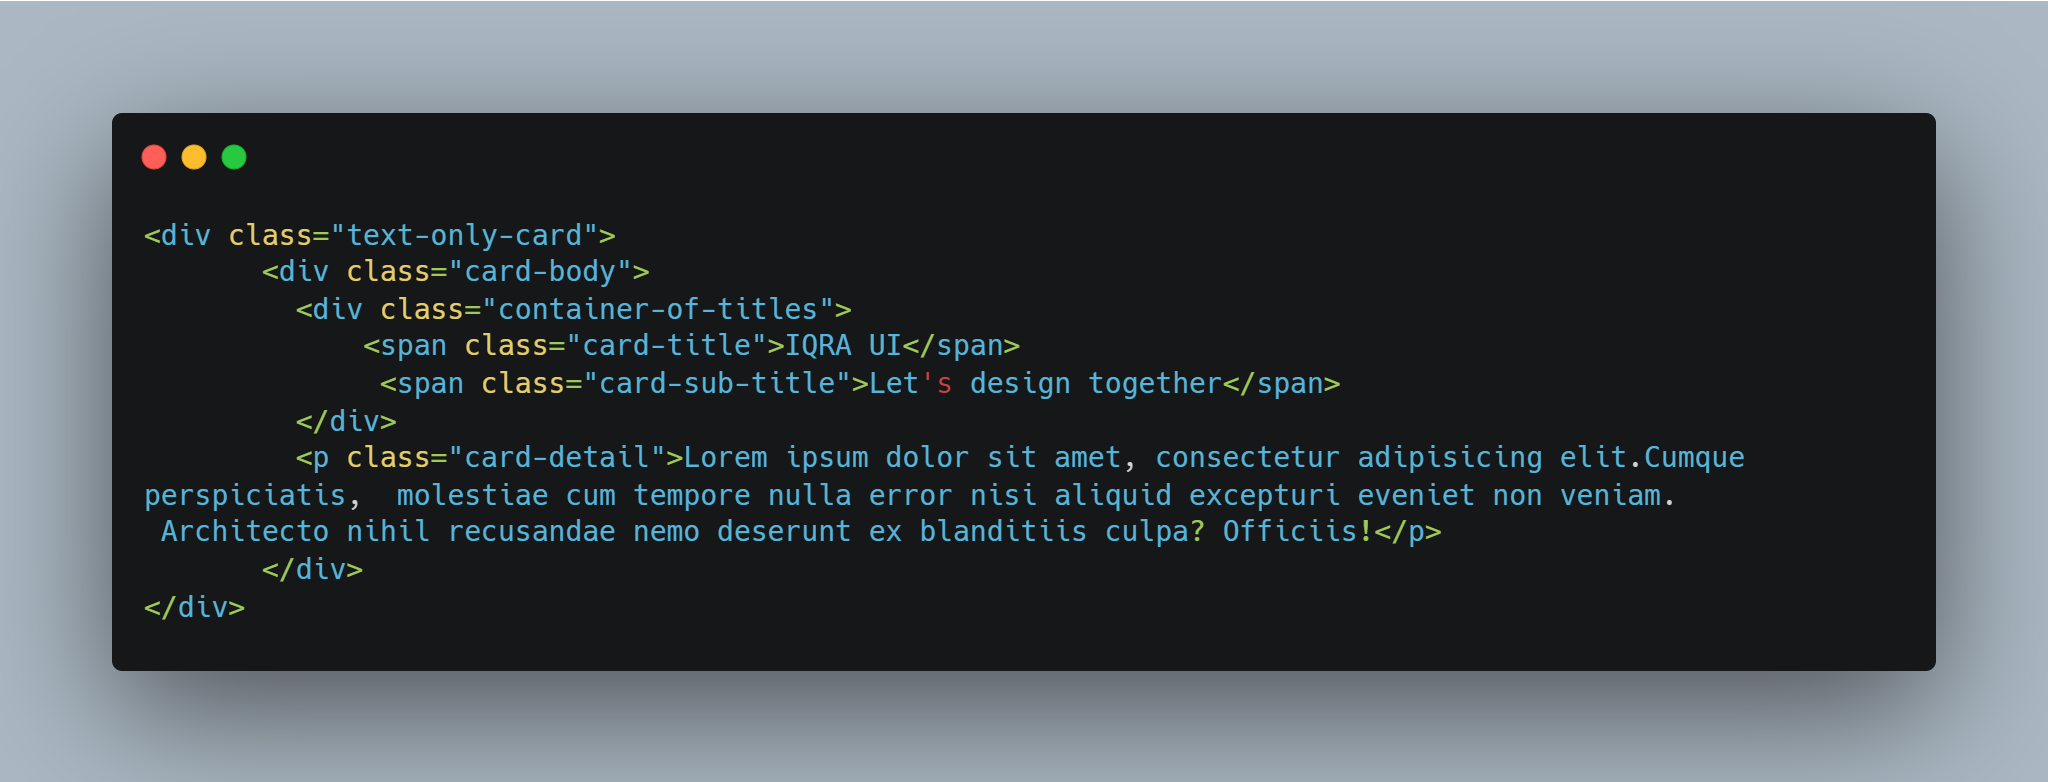 <div class="text-only-card">
       <div class="card-body">
         <div class="container-of-titles">
             <span class="card-title">IQRA UI</span>
              <span class="card-sub-title">Let's design together</span>
         </div>
         <p class="card-detail">Lorem ipsum dolor sit amet, consectetur adipisicing elit.Cumque
perspiciatis,  molestiae cum tempore nulla error nisi aliquid excepturi eveniet non veniam.
 Architecto nihil recusandae nemo deserunt ex blanditiis culpa? Officiis!</p>
       </div>
</div>